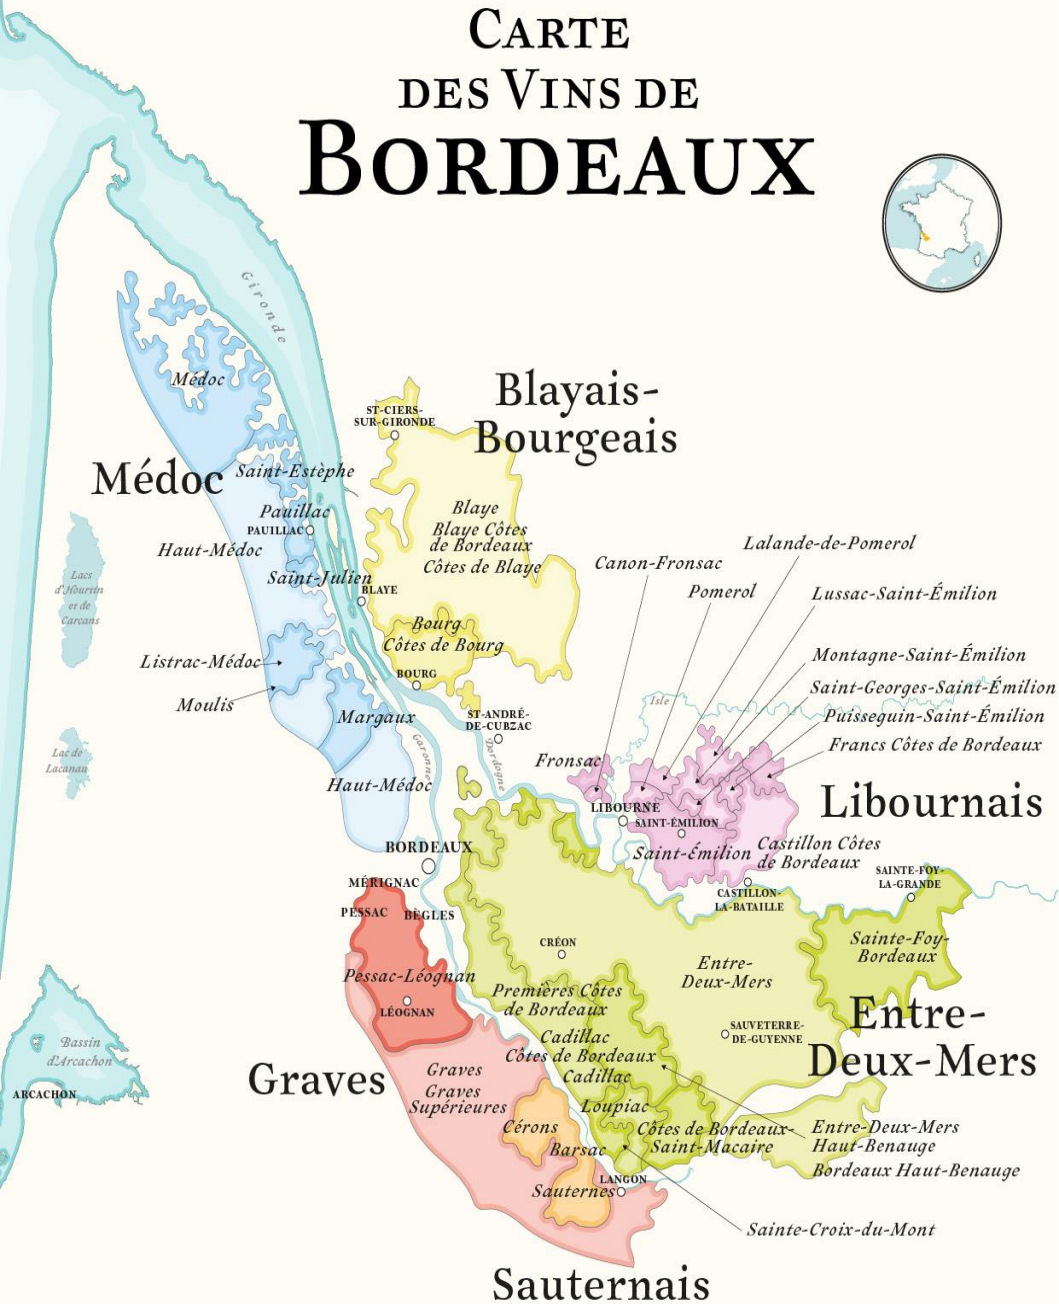 CARTE
DES VINS DE
BORDEAUX
Gironde
Médoc
ST-CIERS-
SUR-GIRONDE
Blayais-
Bourgeais
Médoc
Saint-Estèphe
Pauillac
PAUILLAC
Haut-Médoc
Saint-Julien
BLAYE
Blaye
Blaye Côtes
de Bordeaux
Côtes de Blaye
Lacs
d'Hourtin
et de
Carcans
Bourg
Côtes de Bourg
BOURG
Listrac-Médoc
Moulis
Margaux
ST-ANDRÉ-
DE-CUBZAC
Garonne
Dordogne
Lac de
Lacanau
Haut-Médoc
Canon-Fronsac
Lalande-de-Pomerol
Pomerol
Lussac-Saint-Émilion
Montagne-Saint-Émilion
Saint-Georges-Saint-Émilion
Puisseguin-Saint-Émilion
Francs Côtes de Bordeaux
Isle
Fronsac
Libournais
LIBOURNE
SAINT-ÉMILION
Saint-Émilion
Castillon Côtes
de Bordeaux
CASTILLON-
LA-BATAILLE
SAINTE-FOY-
LA-GRANDE
BORDEAUX
MÉRIGNAC
PESSAC
BÈGLES
CRÉON
Sainte-Foy-
Bordeaux
Entre-
Deux-Mers
Pessac-Léognan
LÉOGNAN
Premières Côtes
de Bordeaux
SAUVETERRE-
DE-GUYENNE
Entre-
Deux-Mers
Cadillac
Côtes de Bordeaux
Cadillac
Bassin
d'Arcachon
ARCACHON
Graves
Graves
Graves
Supérieures
Loupiac
Cérons
Côtes de Bordeaux-
Saint-Macaire
Entre-Deux-Mers
Haut-Benauge
Bordeaux Haut-Benauge
Barsac
LANGON
Sauternes
Sainte-Croix-du-Mont
Sauternais